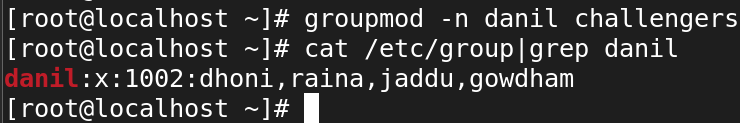 [root@localhost ~]# groupmod -n danil challengers
[root@localhost ~]# cat /etc/group|grep danil
danil:x:1002:dhoni,raina,jaddu,gowdham
[root@localhost ~]#